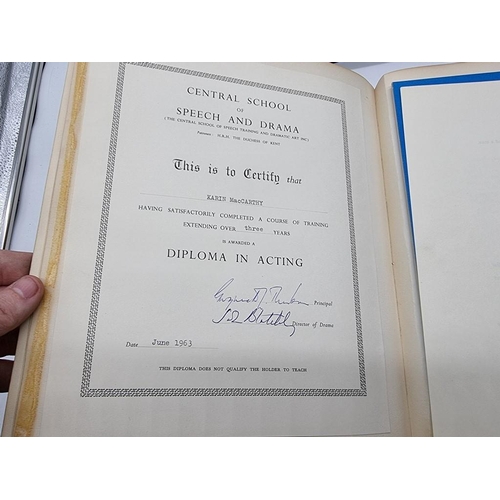 CENTRAL SCHOOL
OF
SPEECH AND DRAMA
(THE CENTRAL SCHOOL OF SPEECH TRAINING AND DRAMATIC ART INC)
Patroness: H.R.H. THE DUCHESS OF KENT
This is to Certify that
KARIN MacCARTHY
HAVING SATISFACTORILY COMPLETED A COURSE OF TRAINING
EXTENDING OVER three YEARS
IS AWARDED A
DIPLOMA IN ACTING
Principal
Director of Drama
Date June 1963
THIS DIPLOMA DOES NOT QUALIFY THE HOLDER TO TEACH